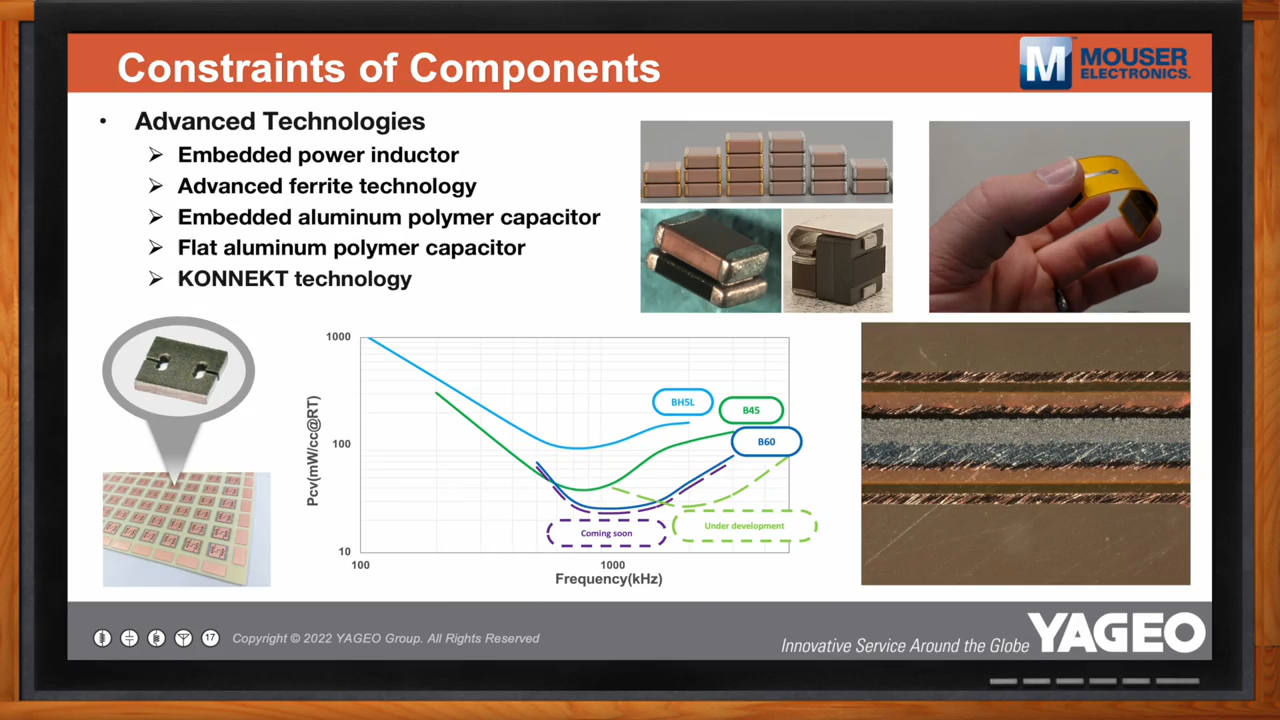 Constraints of Components
M
MOUSER
ELECTRONICS.
• Advanced Technologies
➢ Embedded power inductor
➢ Advanced ferrite technology
➢ Embedded aluminum polymer capacitor
➢ Flat aluminum polymer capacitor
➢ KONNEKT technology
1000
100
10
Pcv(mW/cc@RT)
BH5L
B45
B60
Coming soon
Under development
100
1000
Frequency(kHz)
17
Copyright © 2022 YAGEO Group. All Rights Reserved
Innovative Service Around the Globe
YAGEO